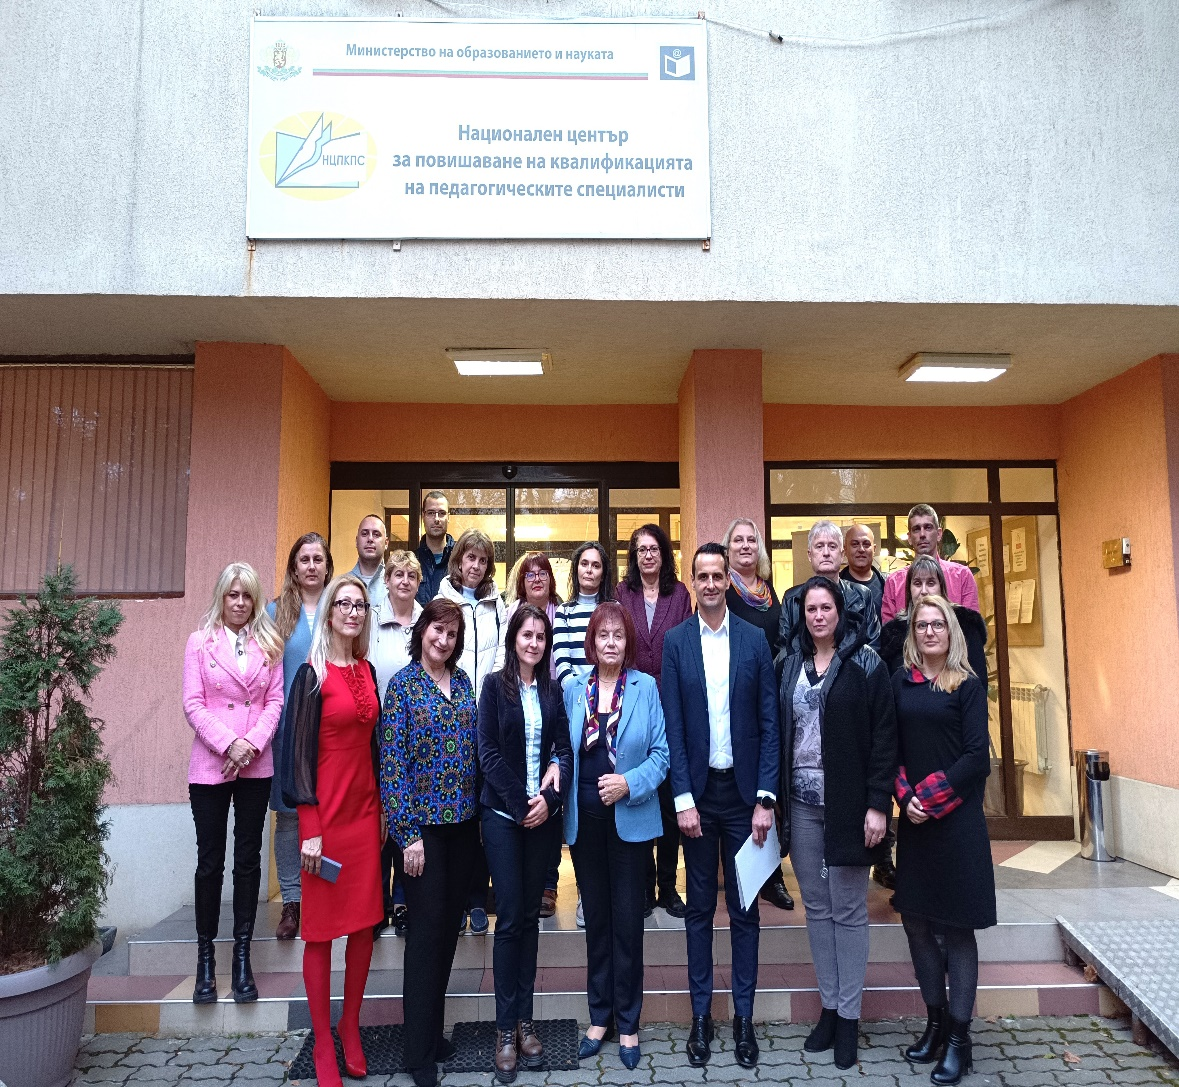 Министерство на образованието и науката
НЦПКПС
Национален център
за повишаване на квалификацията
на педагогическите специалисти